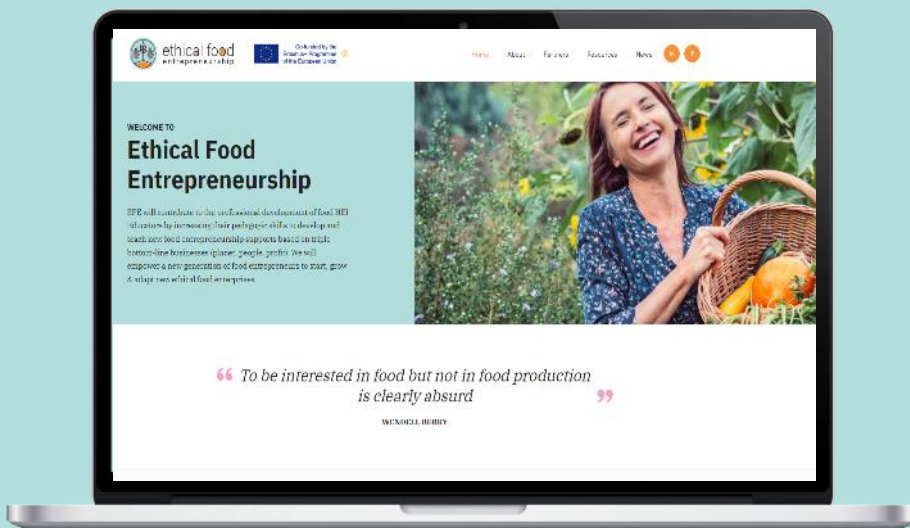 ethical food
entrepreneurship
Co-funded by the
Erasmus+ Programme
of the European Union
Home About Partners Resources News
WELCOME TO
Ethical Food
Entrepreneurship
EFE will contribute to the professional development of food HEI
Educators by increasing their pedagogic skills to develop and
teach new food entrepreneurship supports based on triple
bottom-line businesses (planet, people, profit). We will
empower a new generation of food entrepreneurs to start, grow
& adapt new ethical food enterprises.
“ To be interested in food but not in food production
is clearly absurd ”
WENDELL BERRY